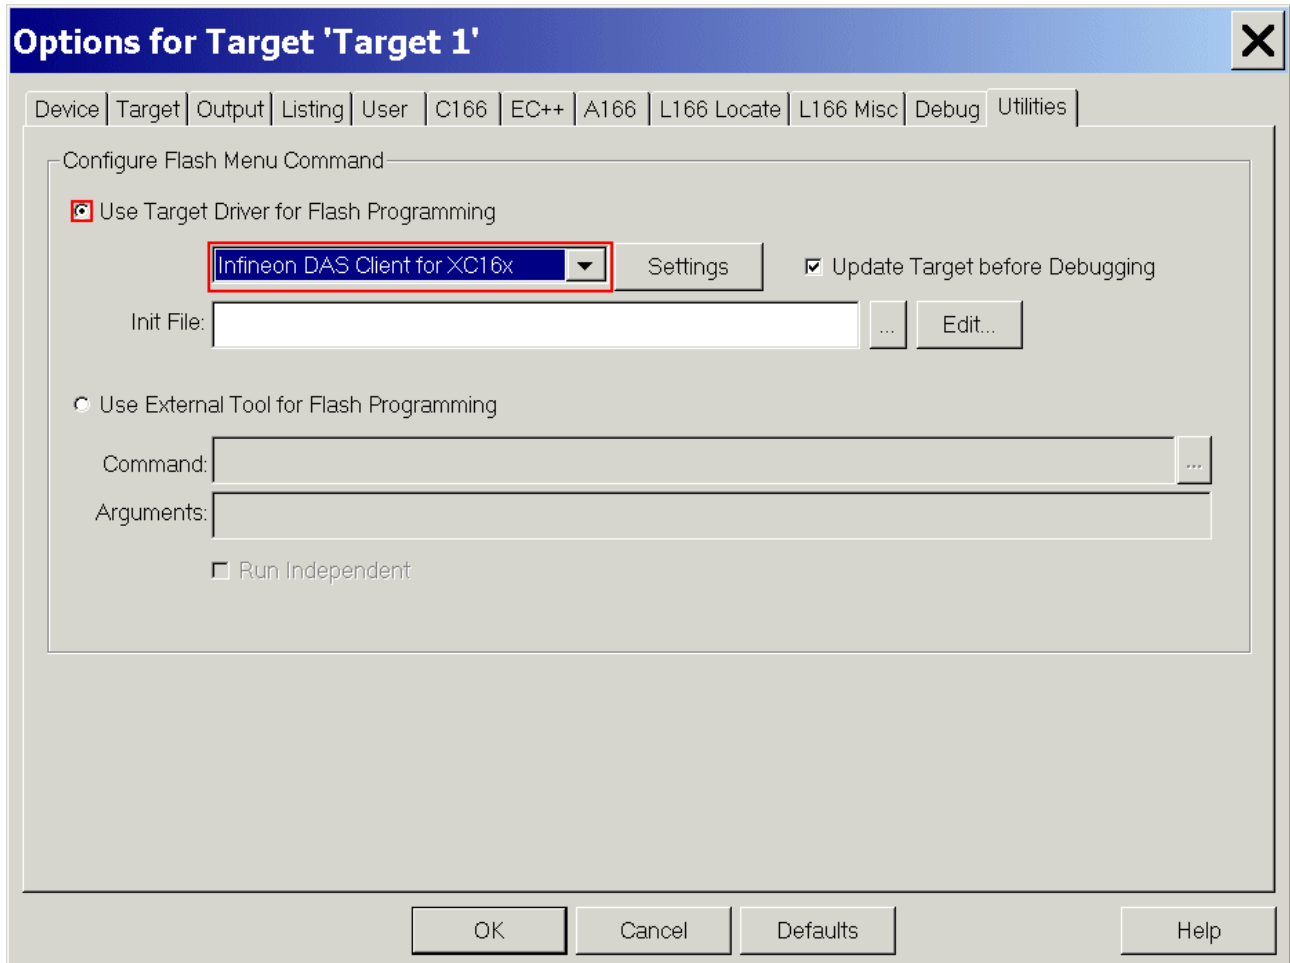 Options for Target 'Target 1'
Device Target Output Listing User C166 EC++ A166 L166 Locate L166 Misc Debug Utilities
Configure Flash Menu Command
Use Target Driver for Flash Programming
Infineon DAS Client for XC16x Settings Update Target before Debugging
Init File: ... Edit...
Use External Tool for Flash Programming
Command: ...
Arguments:
Run Independent
OK Cancel Defaults Help